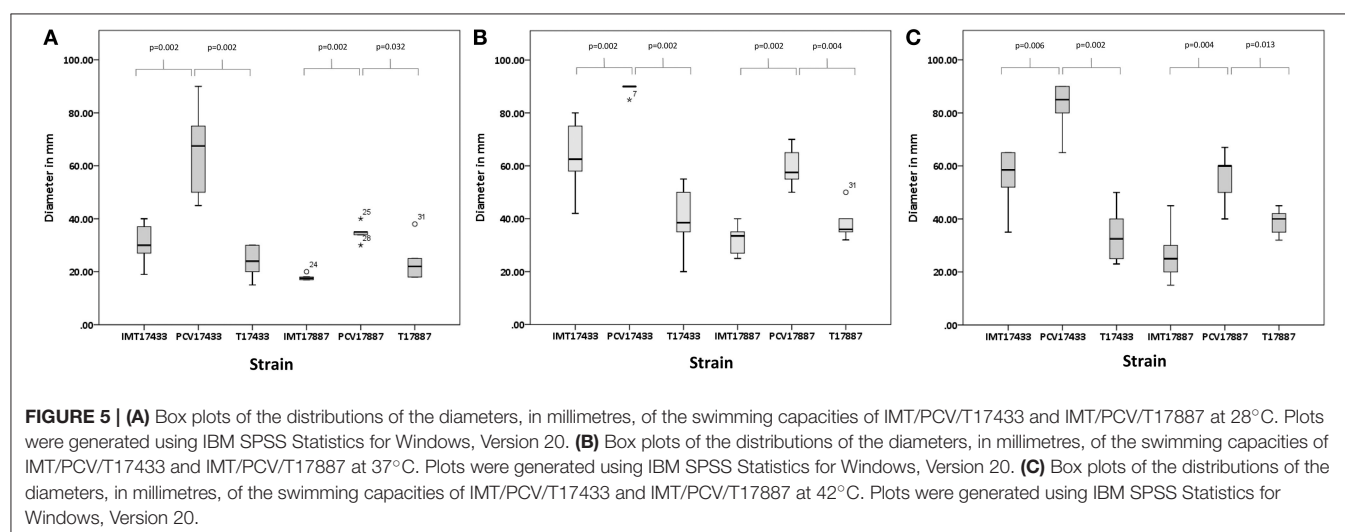 A
p=0.002 p=0.002 p=0.002 p=0.032
100.00
80.00
60.00
40.00
20.00
.00
Diameter in mm
24
25
28
31
IMT17433 PCV17433 T17433 IMT17887 PCV17887 T17887
Strain
B
p=0.002 p=0.002 p=0.002 p=0.004
100.00
80.00
60.00
40.00
20.00
.00
Diameter in mm
7
31
IMT17433 PCV17433 T17433 IMT17887 PCV17887 T17887
Strain
C
p=0.006 p=0.002 p=0.004 p=0.013
100.00
80.00
60.00
40.00
20.00
.00
Diameter in mm
IMT17433 PCV17433 T17433 IMT17887 PCV17887 T17887
Strain
FIGURE 5 | (A) Box plots of the distributions of the diameters, in millimetres, of the swimming capacities of IMT/PCV/T17433 and IMT/PCV/T17887 at 28°C. Plots
were generated using IBM SPSS Statistics for Windows, Version 20. (B) Box plots of the distributions of the diameters, in millimetres, of the swimming capacities of
IMT/PCV/T17433 and IMT/PCV/T17887 at 37°C. Plots were generated using IBM SPSS Statistics for Windows, Version 20. (C) Box plots of the distributions of the
diameters, in millimetres, of the swimming capacities of IMT/PCV/T17433 and IMT/PCV/T17887 at 42°C. Plots were generated using IBM SPSS Statistics for
Windows, Version 20.